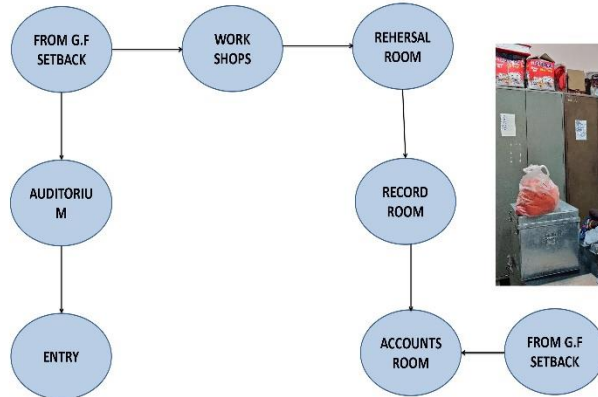 FROM G.F
SETBACK
WORK
SHOPS
REHERSAL
ROOM
AUDITORIU
M
RECORD
ROOM
ENTRY
ACCOUNTS
ROOM
FROM G.F
SETBACK